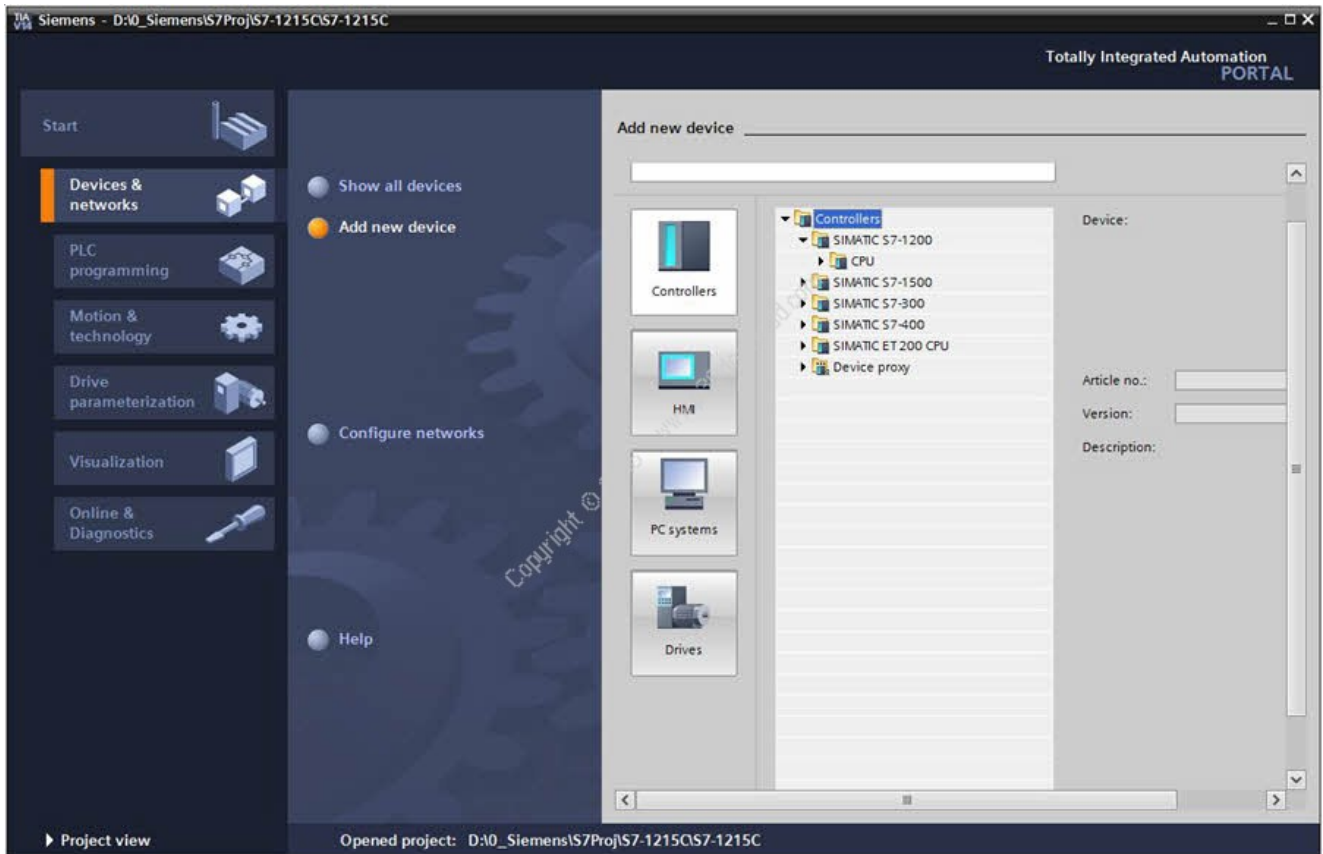 TIA V14 Siemens - D:\0_Siemens\S7Proj\S7-1215C\S7-1215C
Totally Integrated Automation
PORTAL
Start
Devices &
networks
PLC
programming
Motion &
technology
Drive
parameterization
Visualization
Online &
Diagnostics
Show all devices
Add new device
Configure networks
Help
Add new device
Controllers
HMI
PC systems
Drives
Controllers
SIMATIC S7-1200
CPU
SIMATIC S7-1500
SIMATIC S7-300
SIMATIC S7-400
SIMATIC ET 200 CPU
Device proxy
Device:
Article no.:
Version:
Description:
Copyright ©
Project view
Opened project: D:\0_Siemens\S7Proj\S7-1215C\S7-1215C